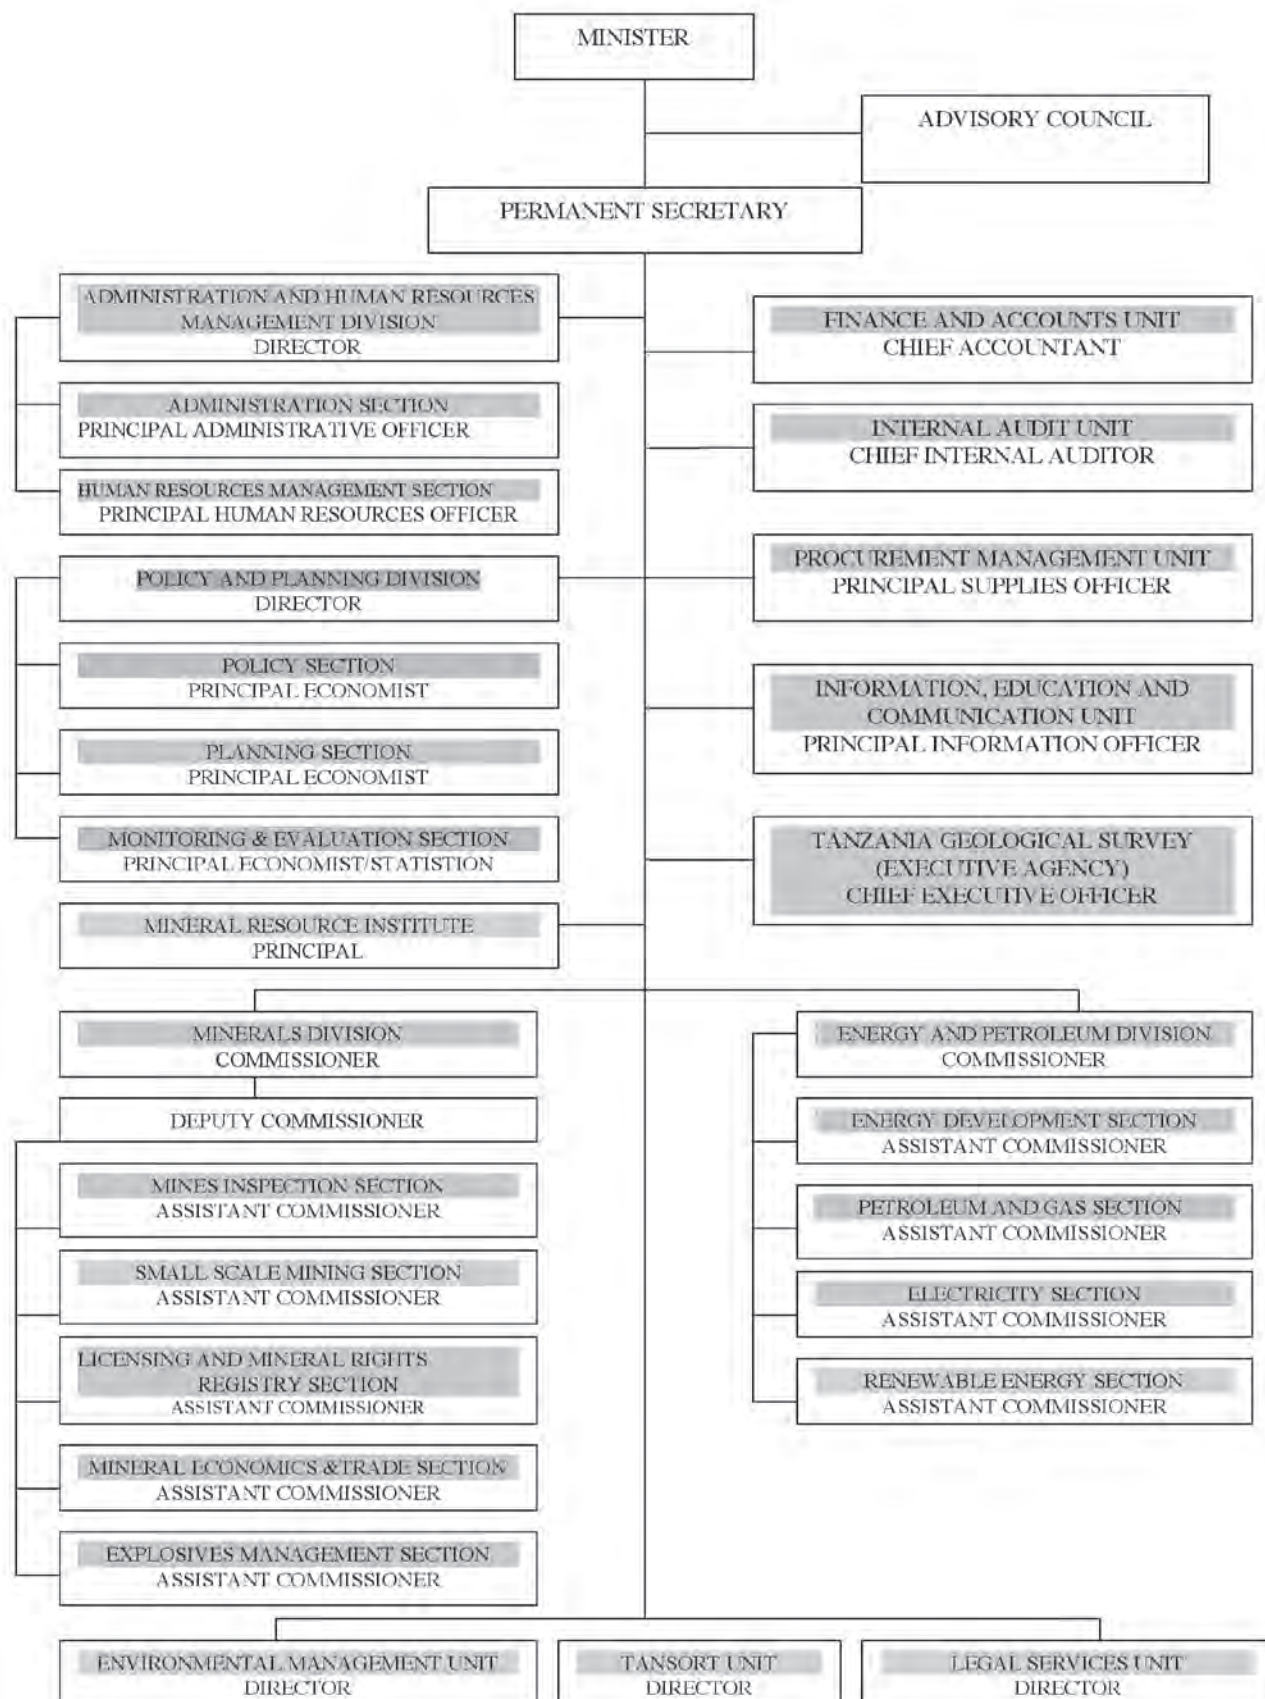 MINISTER
ADVISORY COUNCIL
PERMANENT SECRETARY
ADMINISTRATION AND HUMAN RESOURCES
MANAGEMENT DIVISION
DIRECTOR
ADMINISTRATION SECTION
PRINCIPAL ADMINISTRATIVE OFFICER
HUMAN RESOURCES MANAGEMENT SECTION
PRINCIPAL HUMAN RESOURCES OFFICER
POLICY AND PLANNING DIVISION
DIRECTOR
POLICY SECTION
PRINCIPAL ECONOMIST
PLANNING SECTION
PRINCIPAL ECONOMIST
MONITORING & EVALUATION SECTION
PRINCIPAL ECONOMIST/STATISTION
MINERAL RESOURCE INSTITUTE
PRINCIPAL
FINANCE AND ACCOUNTS UNIT
CHIEF ACCOUNTANT
INTERNAL AUDIT UNIT
CHIEF INTERNAL AUDITOR
PROCUREMENT MANAGEMENT UNIT
PRINCIPAL SUPPLIES OFFICER
INFORMATION, EDUCATION AND
COMMUNICATION UNIT
PRINCIPAL INFORMATION OFFICER
TANZANIA GEOLOGICAL SURVEY
(EXECUTIVE AGENCY)
CHIEF EXECUTIVE OFFICER
MINERALS DIVISION
COMMISSIONER
DEPUTY COMMISSIONER
MINES INSPECTION SECTION
ASSISTANT COMMISSIONER
SMALL SCALE MINING SECTION
ASSISTANT COMMISSIONER
LICENSING AND MINERAL RIGHTS
REGISTRY SECTION
ASSISTANT COMMISSIONER
MINERAL ECONOMICS &TRADE SECTION
ASSISTANT COMMISSIONER
EXPLOSIVES MANAGEMENT SECTION
ASSISTANT COMMISSIONER
ENERGY AND PETROLEUM DIVISION
COMMISSIONER
ENERGY DEVELOPMENT SECTION
ASSISTANT COMMISSIONER
PETROLEUM AND GAS SECTION
ASSISTANT COMMISSIONER
ELECTRICITY SECTION
ASSISTANT COMMISSIONER
RENEWABLE ENERGY SECTION
ASSISTANT COMMISSIONER
ENVIRONMENTAL MANAGEMENT UNIT
DIRECTOR
TANSORT UNIT
DIRECTOR
LEGAL SERVICES UNIT
DIRECTOR